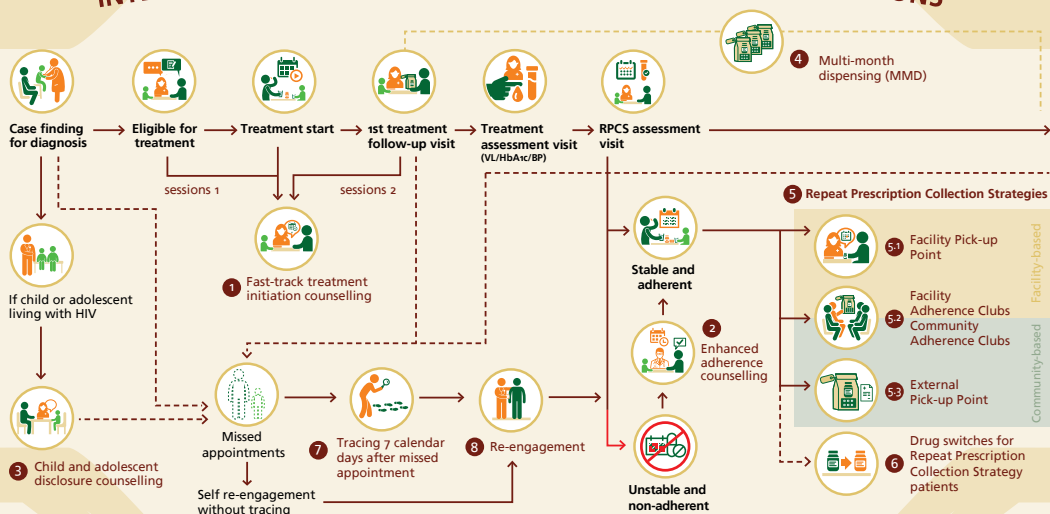 4
Multi-month
dispensing (MMD)
Case finding
for diagnosis
Eligible for
treatment
Treatment start
1st treatment
follow-up visit
Treatment
assessment visit
(VL/HbA1c/BP)
RPCS assessment
visit
sessions 1
sessions 2
1
Fast-track treatment
initiation counselling
If child or adolescent
living with HIV
3
Child and adolescent
disclosure counselling
Missed
appointments
Self re-engagement
without tracing
7
Tracing 7 calendar
days after missed
appointment
8
Re-engagement
Stable and
adherent
2
Enhanced
adherence
counselling
Unstable and
non-adherent
5
Repeat Prescription Collection Strategies
5.1
Facility Pick-up
Point
5.2
Facility
Adherence Clubs
Community
Adherence Clubs
5.3
External
Pick-up Point
Facility-based
Community-based
6
Drug switches for
Repeat Prescription
Collection Strategy
patients